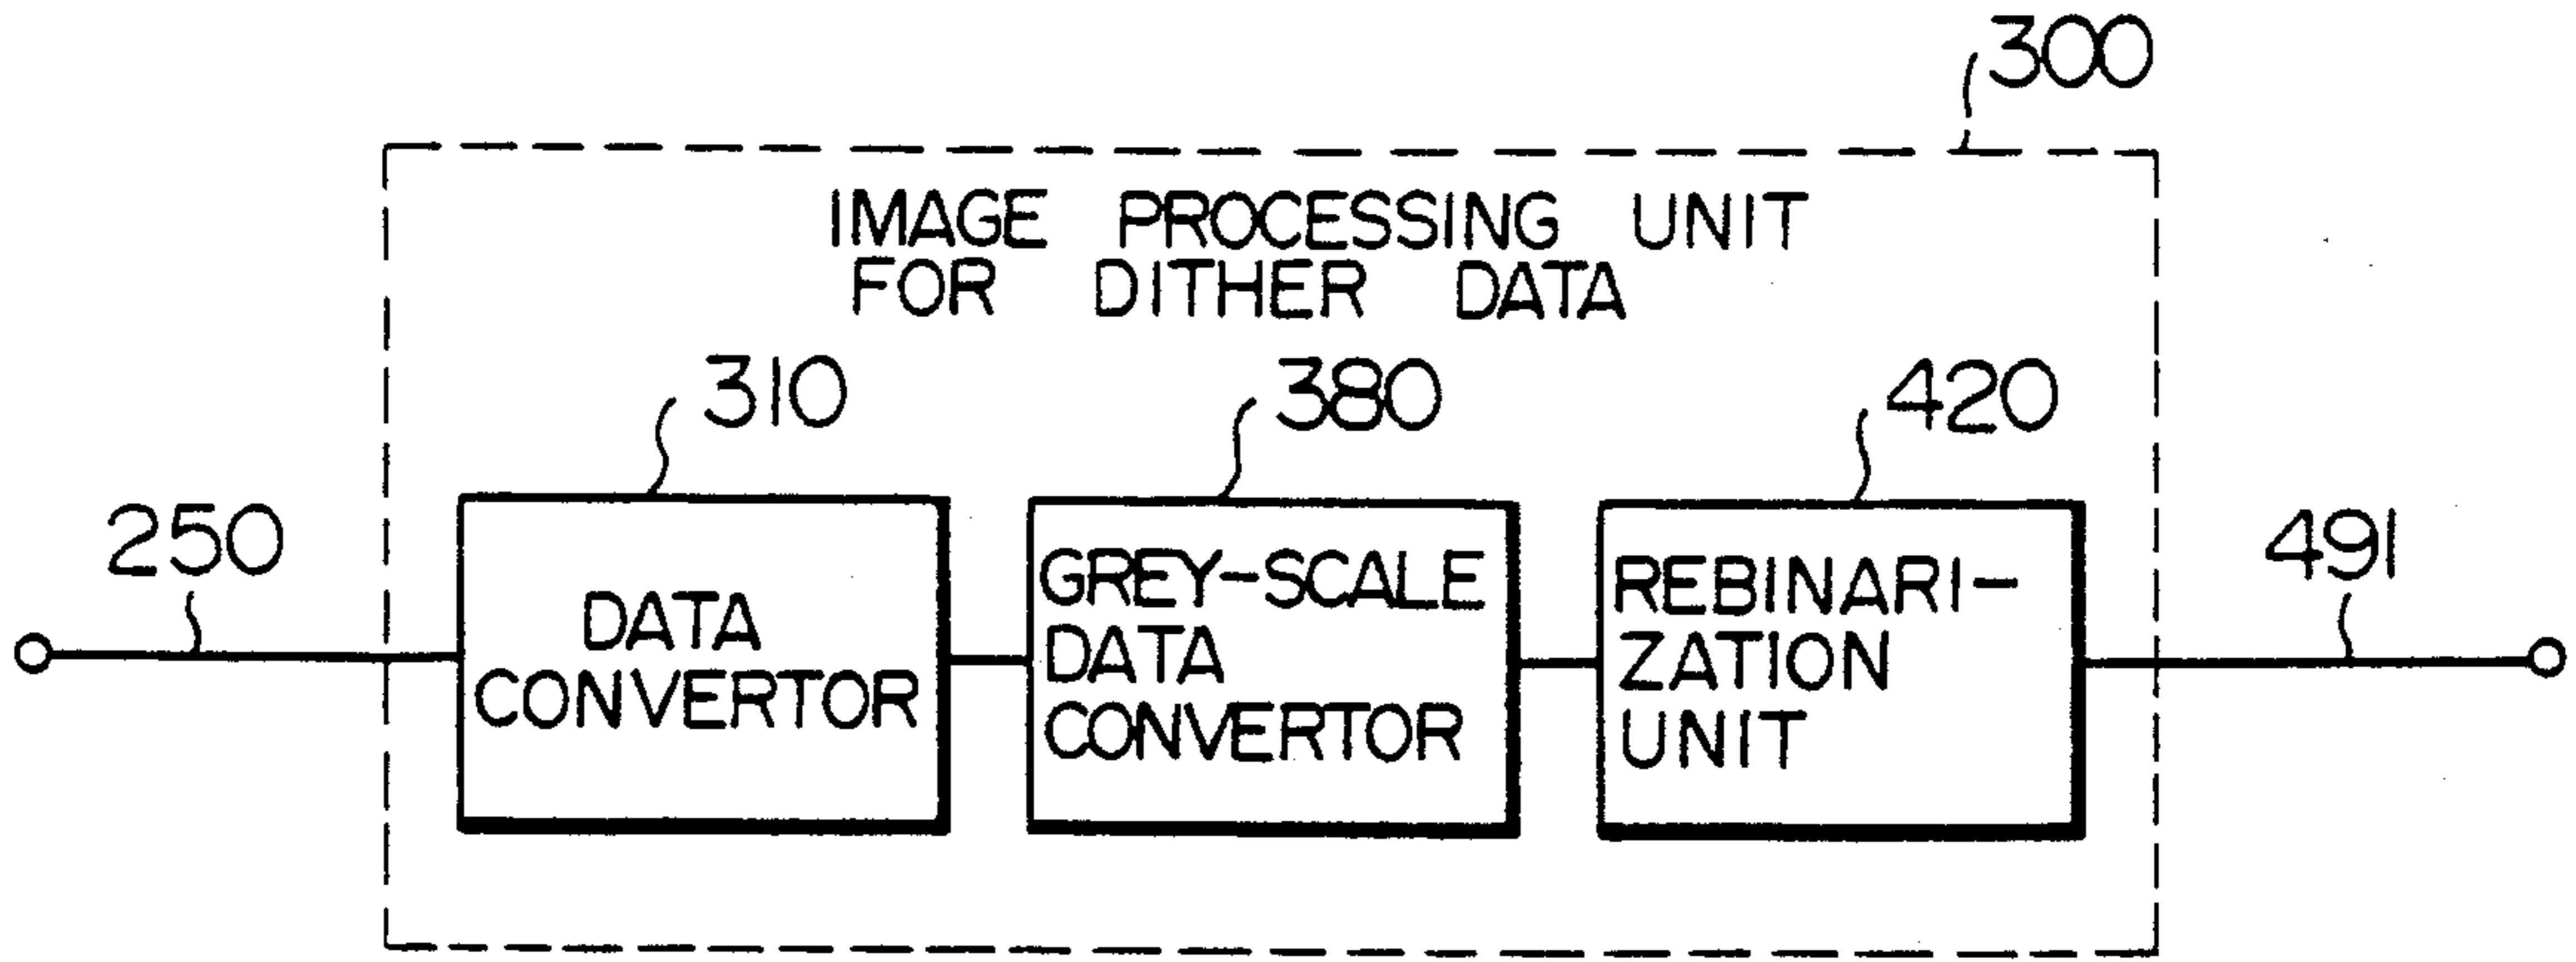 300
IMAGE PROCESSING UNIT
FOR DITHER DATA
310
380
420
250
491
DATA
CONVERTOR
GREY-SCALE
DATA
CONVERTOR
REBINARI-
ZATION
UNIT